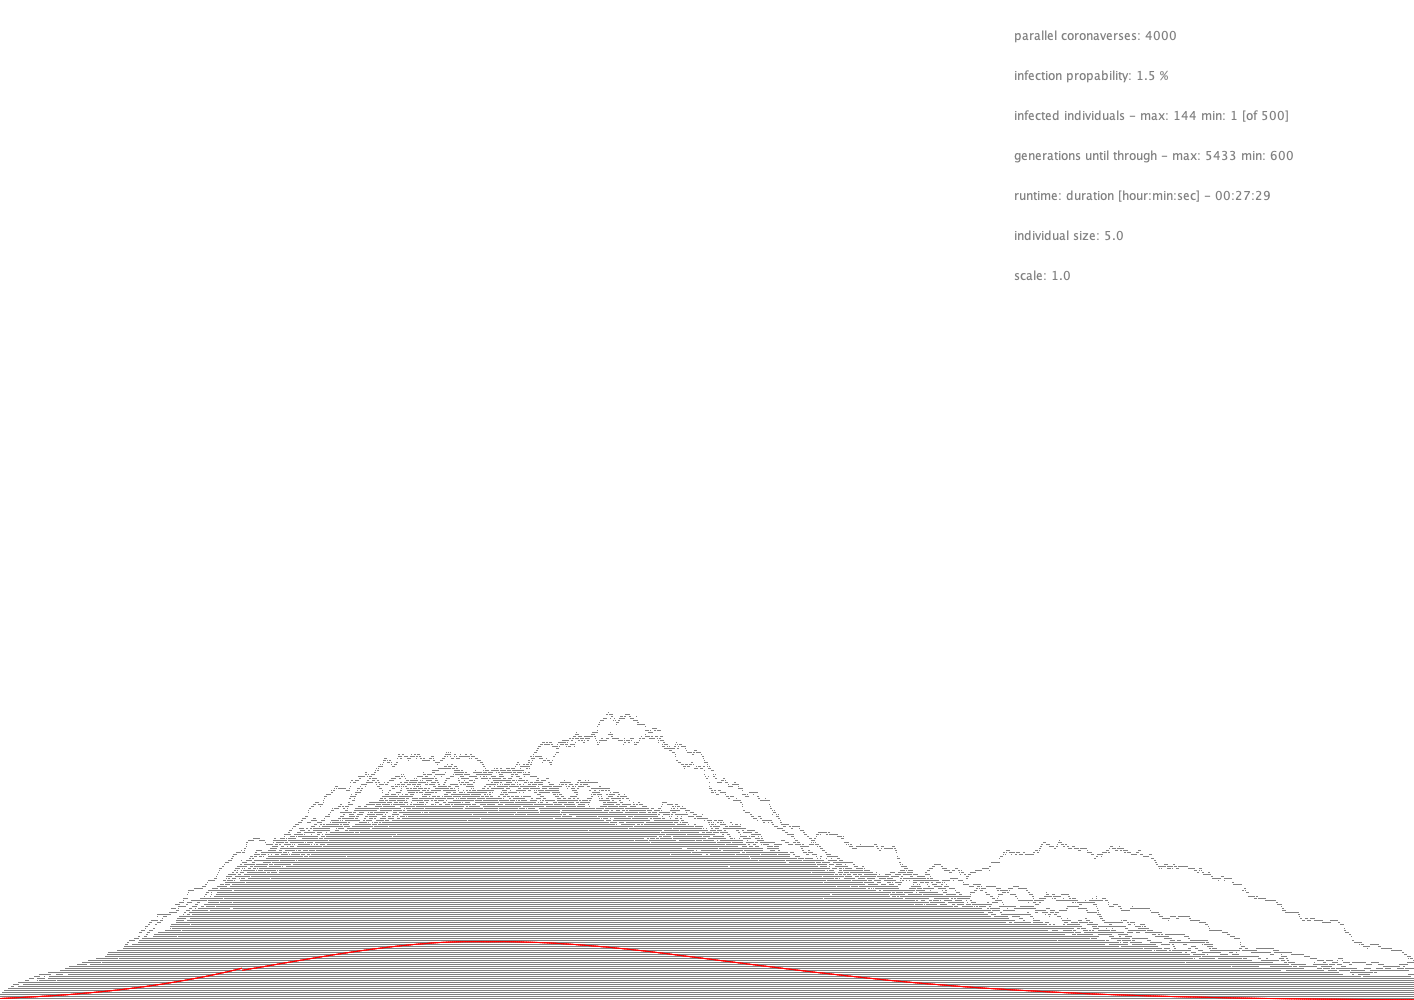 parallel coronaverses: 4000
infection propability: 1.5 %
infected individuals - max: 144 min: 1 [of 500]
generations until through - max: 5433 min: 600
runtime: duration [hour:min:sec] - 00:27:29
individual size: 5.0
scale: 1.0